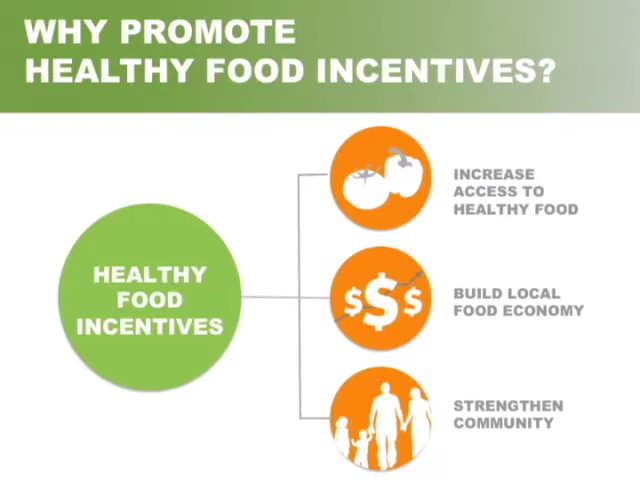 WHY PROMOTE
HEALTHY FOOD INCENTIVES?
HEALTHY
FOOD
INCENTIVES
INCREASE
ACCESS TO
HEALTHY FOOD
$ $ $
BUILD LOCAL
FOOD ECONOMY
STRENGTHEN
COMMUNITY